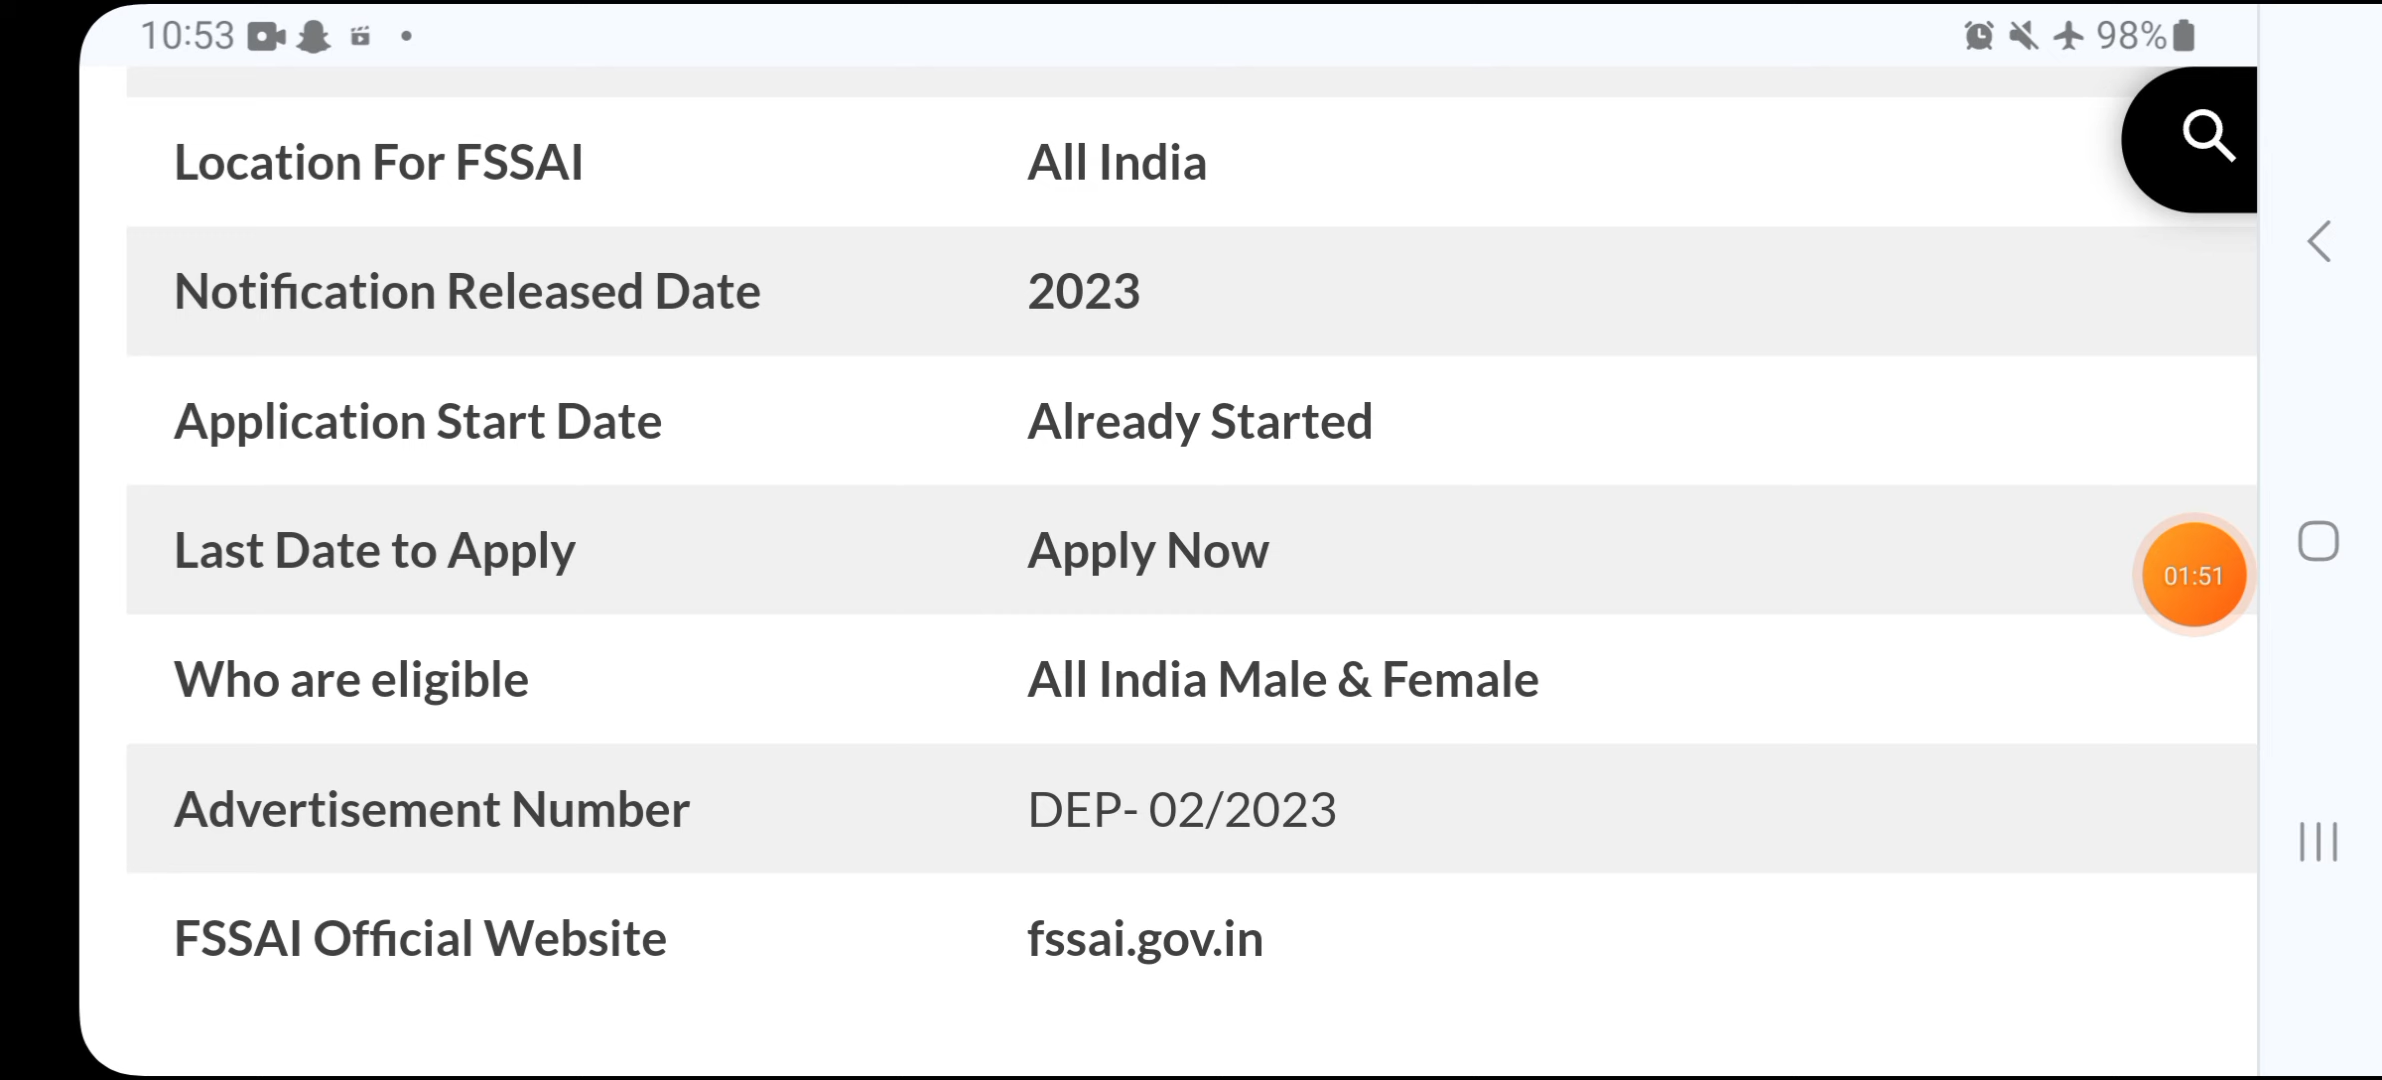 10:53 98%
Location For FSSAI All India
Notification Released Date 2023
Application Start Date Already Started
Last Date to Apply Apply Now
01:51
Who are eligible All India Male & Female
Advertisement Number DEP- 02/2023
FSSAI Official Website fssai.gov.in